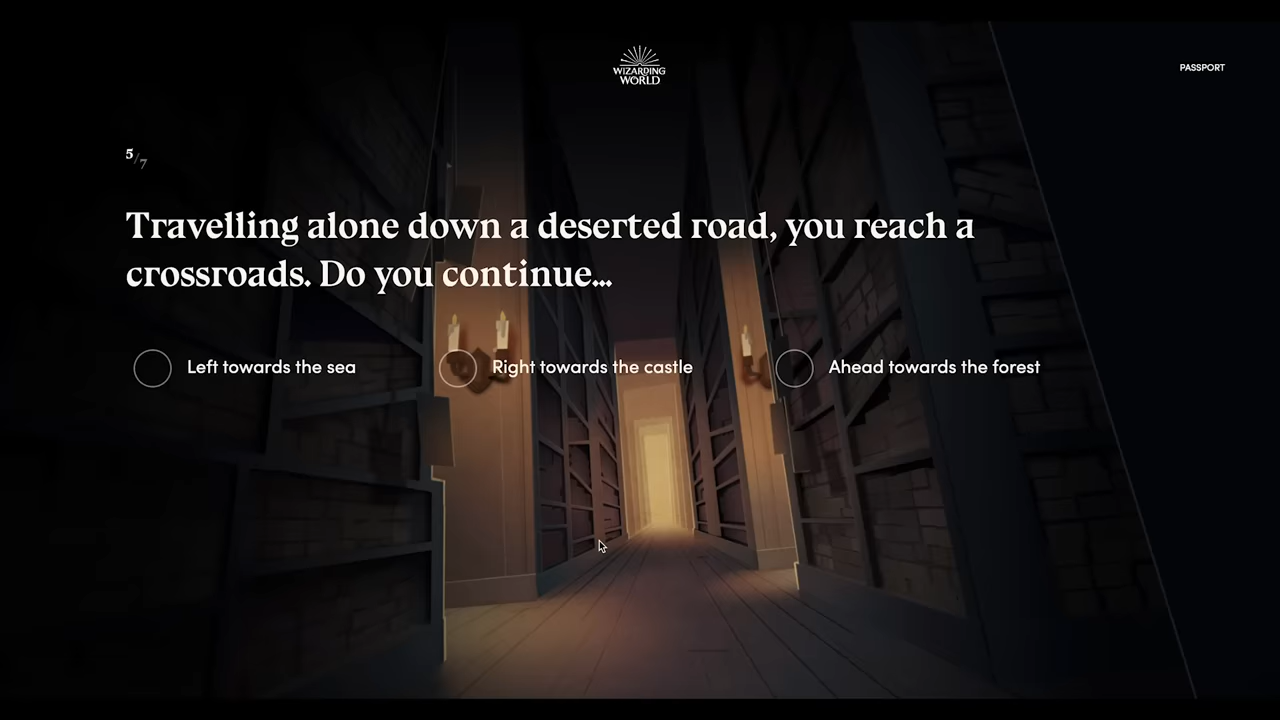 WIZARDING
WORLD
PASSPORT
5/7
Travelling alone down a deserted road, you reach a
crossroads. Do you continue...
Left towards the sea
Right towards the castle
Ahead towards the forest